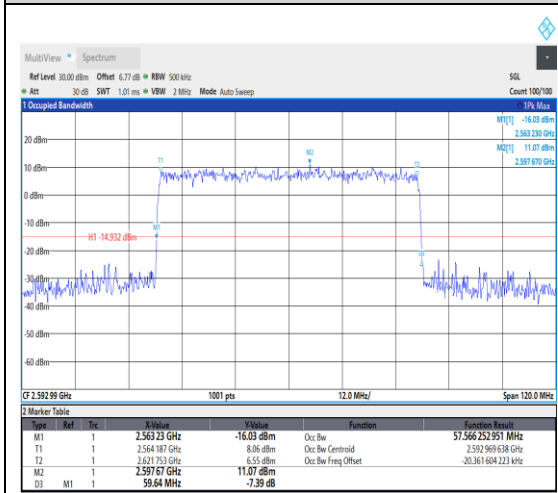 MultiView Spectrum
Ref Level 30.00 dBm Offset 6.77 dB RBW 500 kHz SGL
Att 30 dB SWT 1.01 ms VBW 2 MHz Mode Auto Sweep Count 100/100
1 Occupied Bandwidth 1Pk Max
M1[1] -16.03 dBm
2.563 230 GHz
M2[1] 11.07 dBm
2.597 670 GHz
20 dBm
M2
T1
T2
10 dBm
0 dBm
-10 dBm
M1
H1 -14.932 dBm
-20 dBm
-30 dBm
-40 dBm
-50 dBm
-60 dBm
CF 2.592 99 GHz 1001 pts 12.0 MHz/ Span 120.0 MHz
2 Marker Table
Type Ref Trc X-Value Y-Value Function Function Result
M1 1 2.563 23 GHz -16.03 dBm Occ Bw 57.566 252 951 MHz
T1 1 2.564 187 GHz 8.06 dBm Occ Bw Centroid 2.592 969 638 GHz
T2 1 2.621 753 GHz 6.55 dBm Occ Bw Freq Offset -20.361 604 223 kHz
M2 1 2.597 67 GHz 11.07 dBm
D3 M1 1 59.64 MHz -7.39 dB